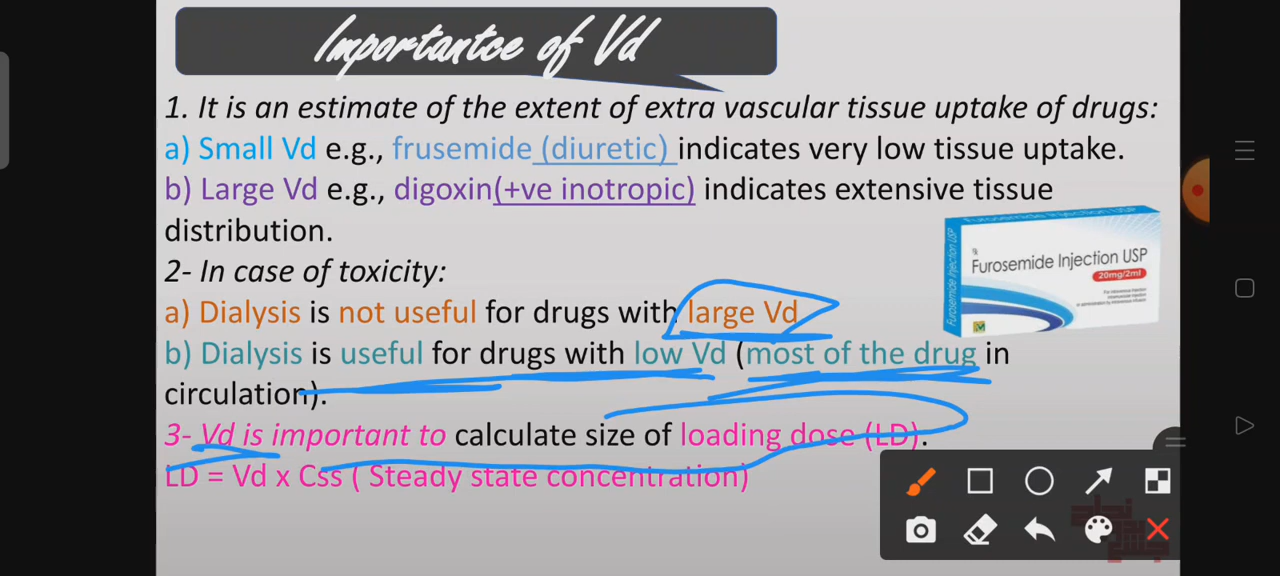 Importantce of Vd
1. It is an estimate of the extent of extra vascular tissue uptake of drugs:
a) Small Vd e.g., frusemide (diuretic) indicates very low tissue uptake.
b) Large Vd e.g., digoxin(+ve inotropic) indicates extensive tissue
distribution.
2- In case of toxicity:
a) Dialysis is not useful for drugs with large Vd
b) Dialysis is useful for drugs with low Vd (most of the drug in
circulation).
3- Vd is important to calculate size of loading dose (LD).
LD = Vd x Css ( Steady state concentration)
Furosemide Injection USP
20mg/2ml
Furosemide Injection USP